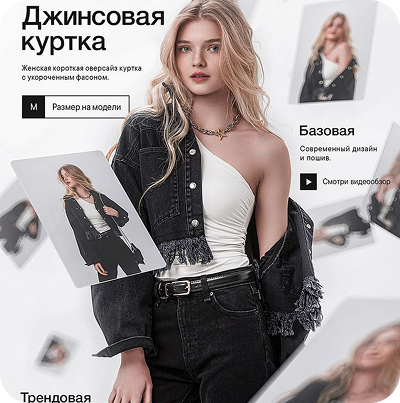 Джинсовая
куртка
Женская короткая оверсайз куртка
с укороченным фасоном.
M Размер на модели
Базовая
Современный дизайн
и пошив.
Смотри видеообзор
Трендовая